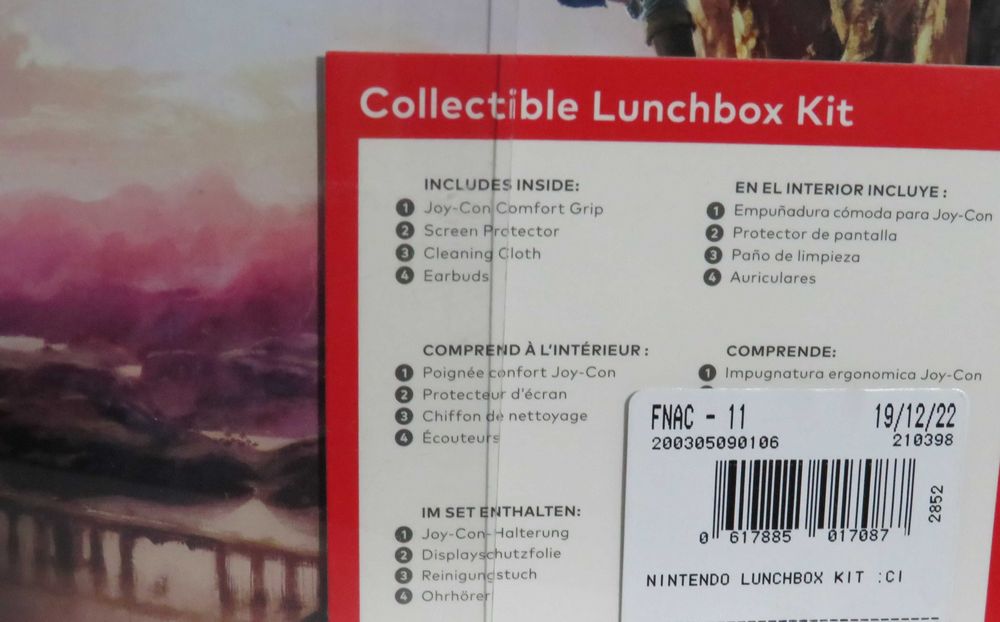 Collectible Lunchbox Kit
INCLUDES INSIDE:
1 Joy-Con Comfort Grip
2 Screen Protector
3 Cleaning Cloth
4 Earbuds
EN EL INTERIOR INCLUYE :
1 Empuñadura cómoda para Joy-Con
2 Protector de pantalla
3 Paño de limpieza
4 Auriculares
COMPREND À L'INTÉRIEUR :
1 Poignée confort Joy-Con
2 Protecteur d'écran
3 Chiffon de nettoyage
4 Écouteurs
COMPRENDE:
1 Impugnatura ergonomica Joy-Con
IM SET ENTHALTEN:
1 Joy-Con-Halterung
2 Displayschutzfolie
3 Reinigungstuch
4 Ohrhörer
FNAC - 11 19/12/22
200305090106 210398
2852
0 617885 017087
NINTENDO LUNCHBOX KIT :CI